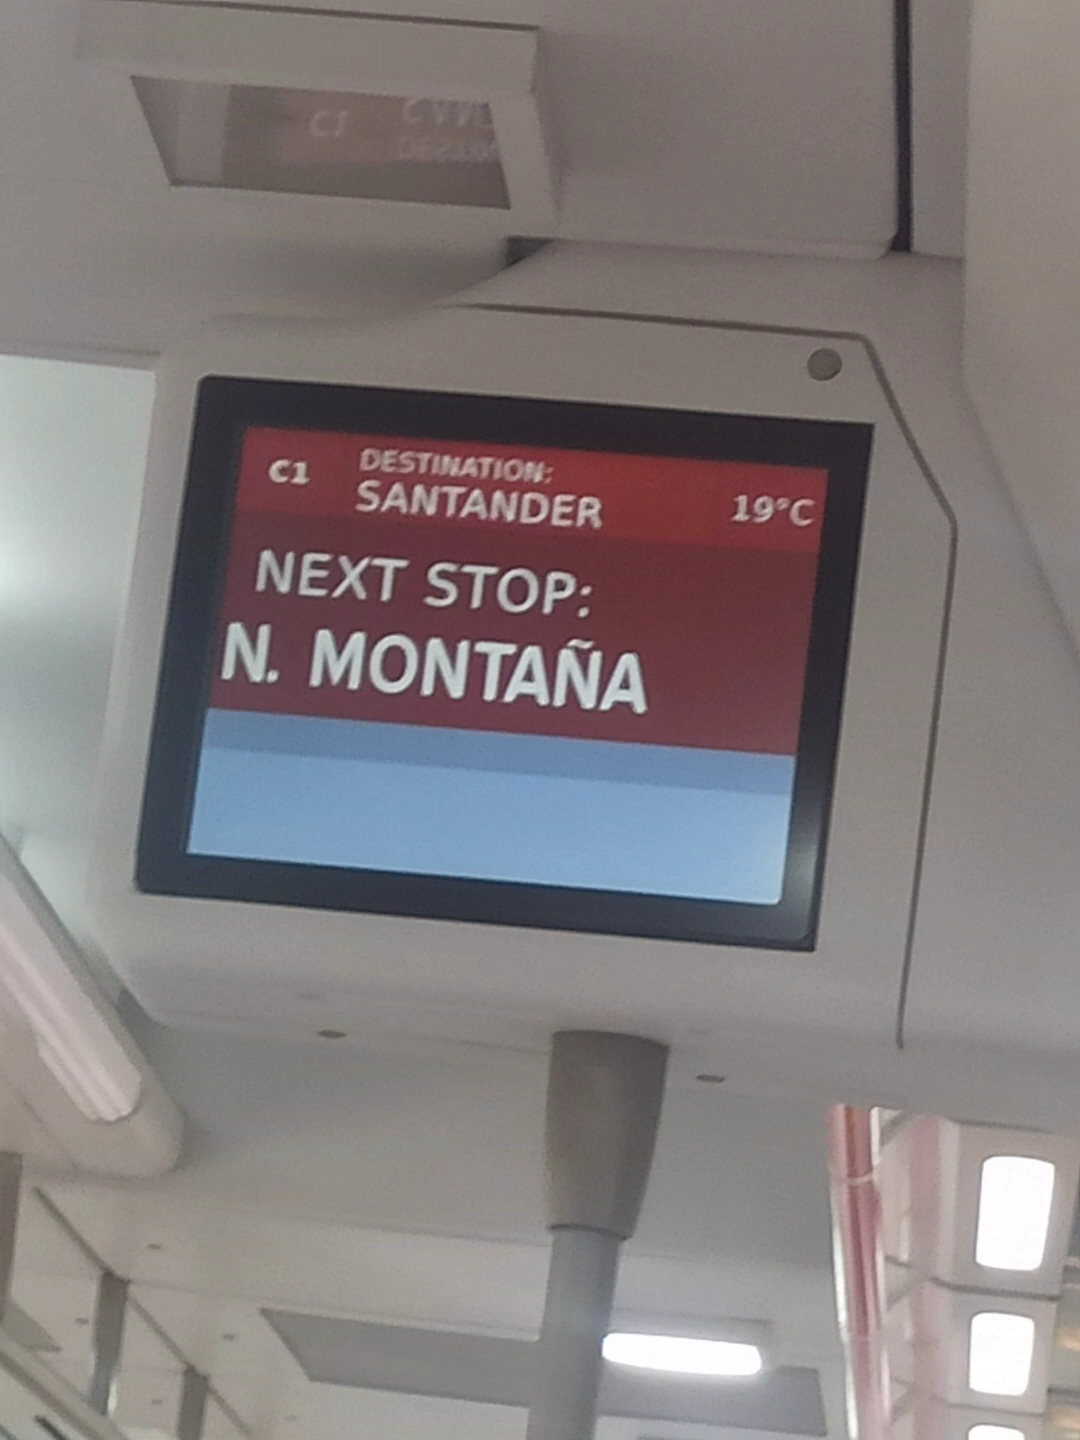 C1
DESTINATION:
SANTANDER
19°C
NEXT STOP:
N. MONTAÑA